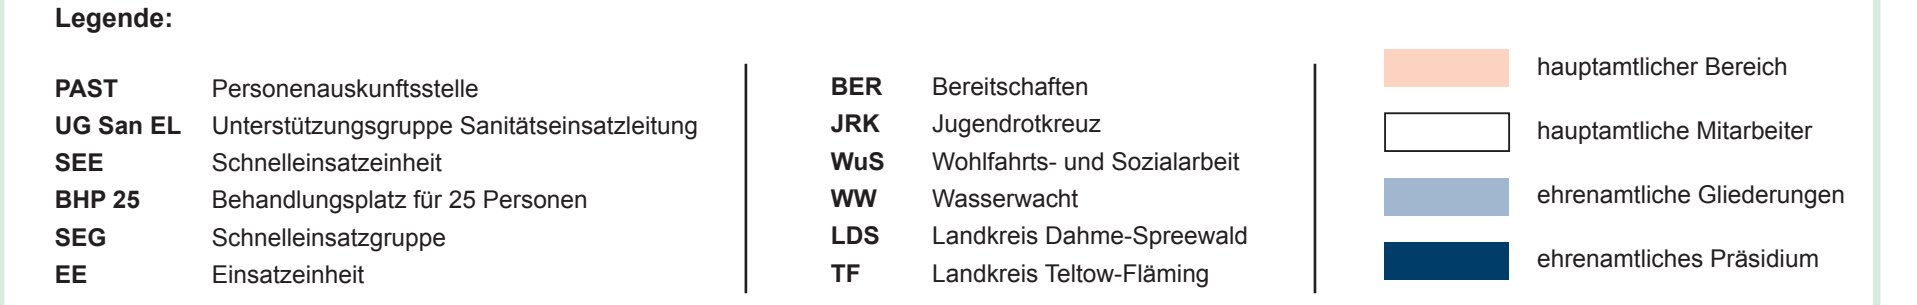 Legende:
PAST Personenauskunftsstelle
UG San EL Unterstützungsgruppe Sanitätseinsatzleitung
SEE Schnelleinsatzeinheit
BHP 25 Behandlungsplatz für 25 Personen
SEG Schnelleinsatzgruppe
EE Einsatzeinheit
BER Bereitschaften
JRK Jugendrotkreuz
WuS Wohlfahrts- und Sozialarbeit
WW Wasserwacht
LDS Landkreis Dahme-Spreewald
TF Landkreis Teltow-Fläming
hauptamtlicher Bereich
hauptamtliche Mitarbeiter
ehrenamtliche Gliederungen
ehrenamtliches Präsidium